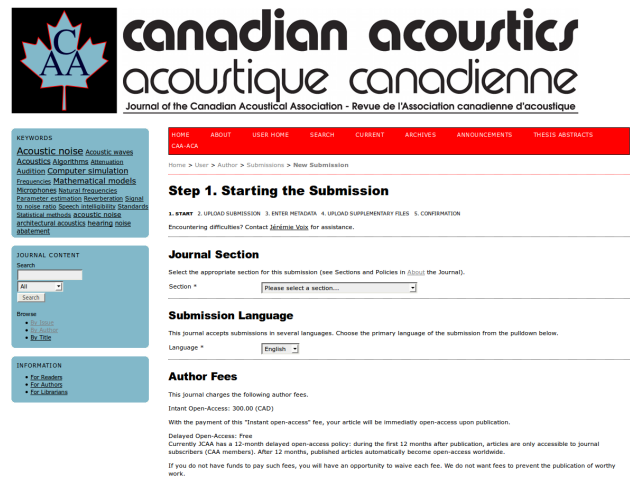 CAA
canadian acoustics
acoustique canadienne
Journal of the Canadian Acoustical Association - Revue de l'Association canadienne d'acoustique
KEYWORDS
Acoustic noise Acoustic waves
Acoustics Algorithms Attenuation
Audition Computer simulation
Frequencies Mathematical models
Microphones Natural frequencies
Parameter estimation Reverberation Signal
to noise ratio Speech intelligibility Standards
Statistical methods acoustic noise
architectural acoustics hearing noise
abatement
JOURNAL CONTENT
Search
All
Search
Browse
By Issue
By Author
By Title
INFORMATION
For Readers
For Authors
For Librarians
HOME ABOUT USER HOME SEARCH CURRENT ARCHIVES ANNOUNCEMENTS THESIS ABSTRACTS
CAA-ACA
Home > User > Author > Submissions > New Submission
Step 1. Starting the Submission
1. START 2. UPLOAD SUBMISSION 3. ENTER METADATA 4. UPLOAD SUPPLEMENTARY FILES 5. CONFIRMATION
Encountering difficulties? Contact Jérémie Voix for assistance.
Journal Section
Select the appropriate section for this submission (see Sections and Policies in About the Journal).
Section * Please select a section...
Submission Language
This journal accepts submissions in several languages. Choose the primary language of the submission from the pulldown below.
Language * English
Author Fees
This journal charges the following author fees.
Intant Open-Access: 300.00 (CAD)
With the payment of this "Instant open-access" fee, your article will be immediatly open-access upon publication.
Delayed Open-Access: Free
Currently JCAA has a 12-month delayed open-access policy: during the first 12 months after publication, articles are only accessible to journal
subscribers (CAA members). After 12 months, published articles automatically become open-access worldwide.
If you do not have funds to pay such fees, you will have an opportunity to waive each fee. We do not want fees to prevent the publication of worthy
work.